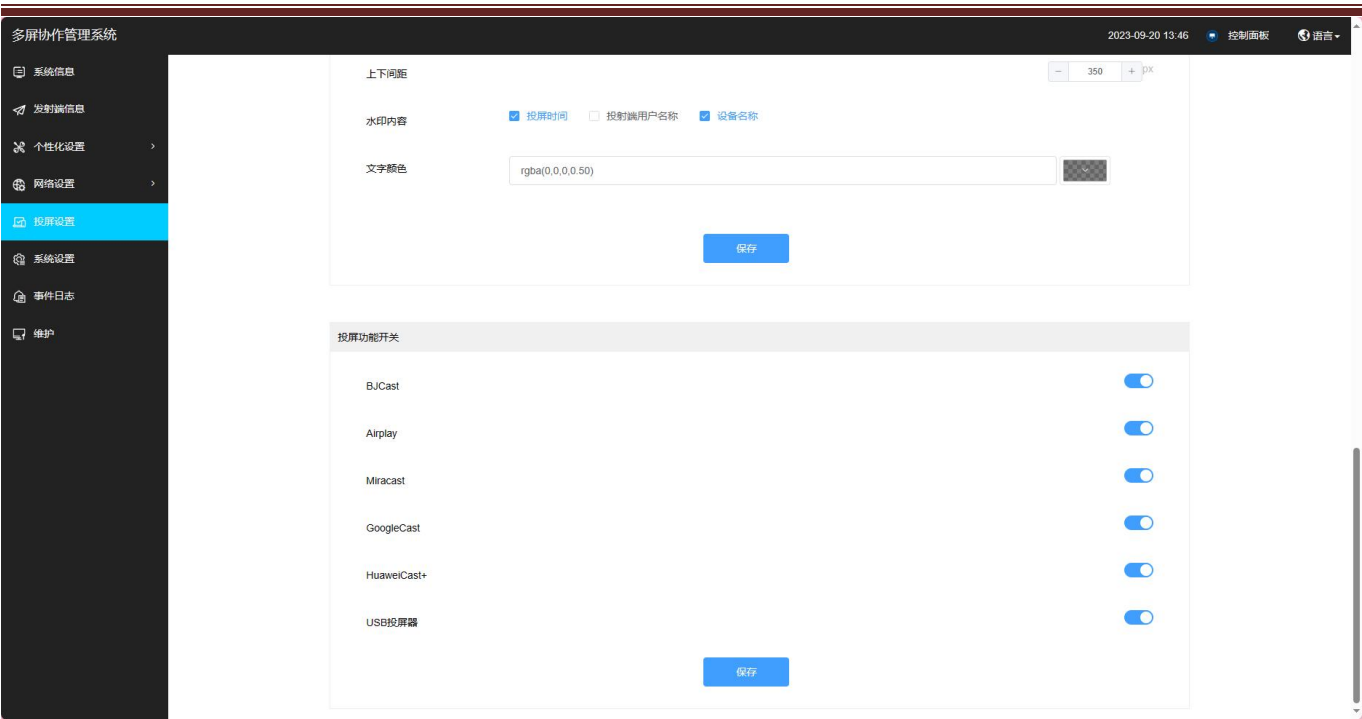 多屏协作管理系统
2023-09-20 13:46 控制面板 语言
系统信息
发射端信息
个性化设置
网络设置
投屏设置
系统设置
事件日志
维护
上下间距 − 350 + px
水印内容 投屏时间 投射端用户名称 设备名称
文字颜色 rgba(0,0,0,0.50)
保存
投屏功能开关
BJCast
Airplay
Miracast
GoogleCast
HuaweiCast+
USB投屏器
保存